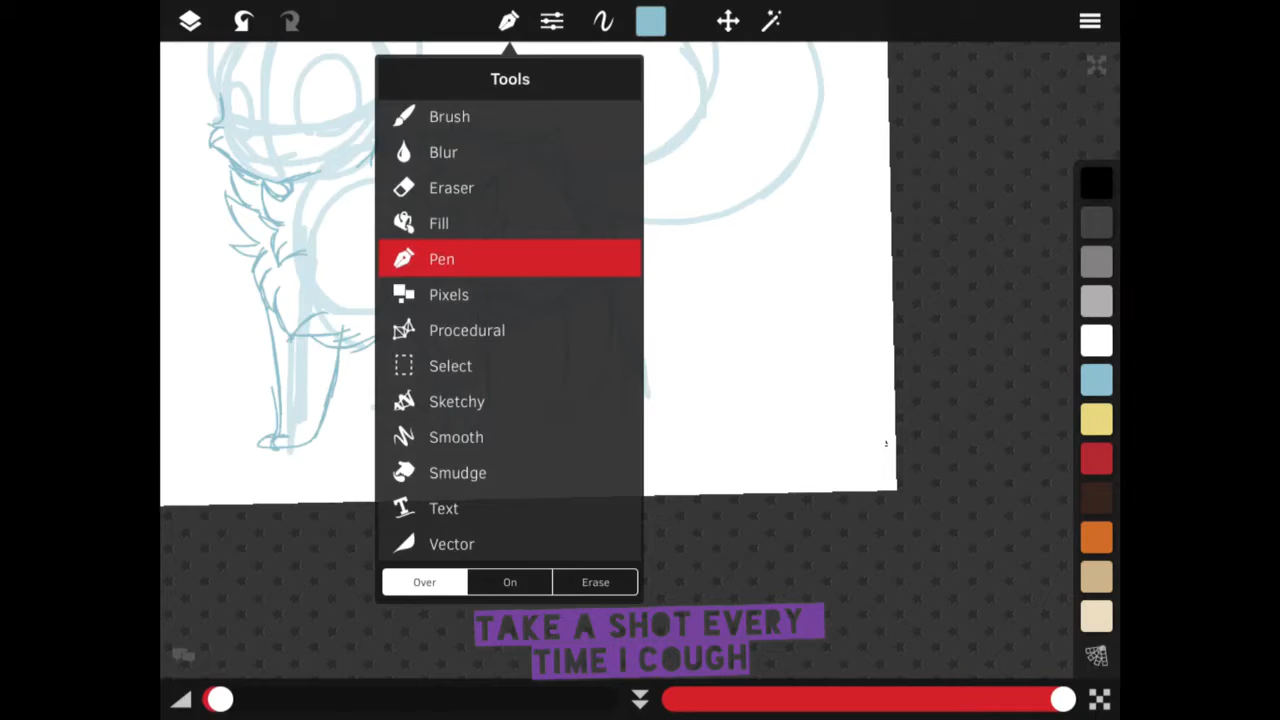 Tools
Brush
Blur
Eraser
Fill
Pen
Pixels
Procedural
Select
Sketchy
Smooth
Smudge
Text
Vector
Over On Erase
TAKE A SHOT EVERY
TIME I COUGH